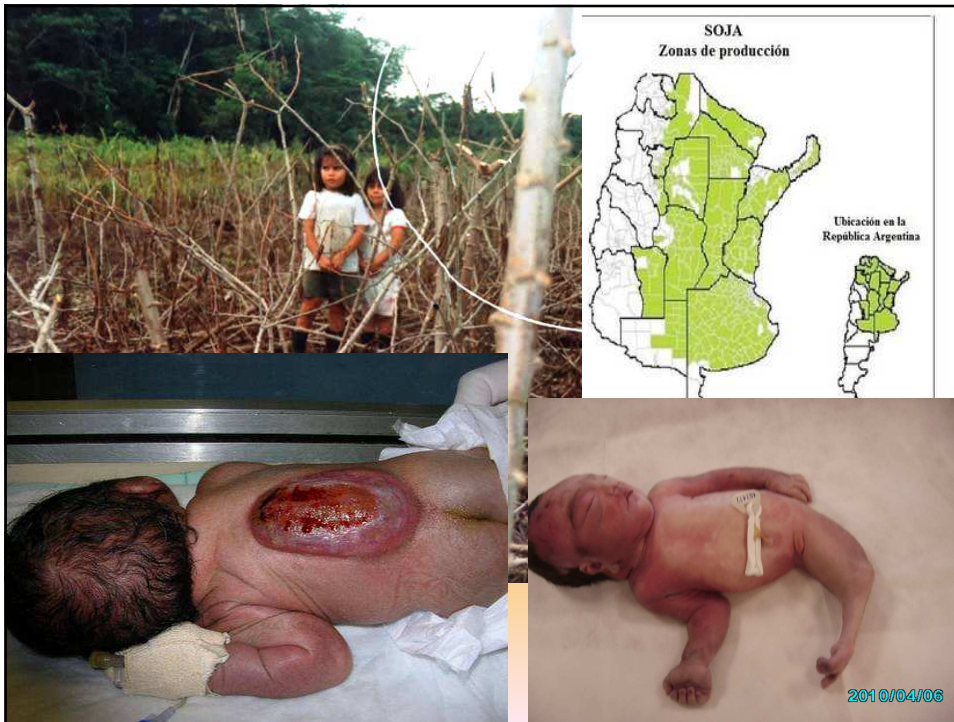 SOJA
Zonas de producción
Ubicación en la
República Argentina
2010/04/06